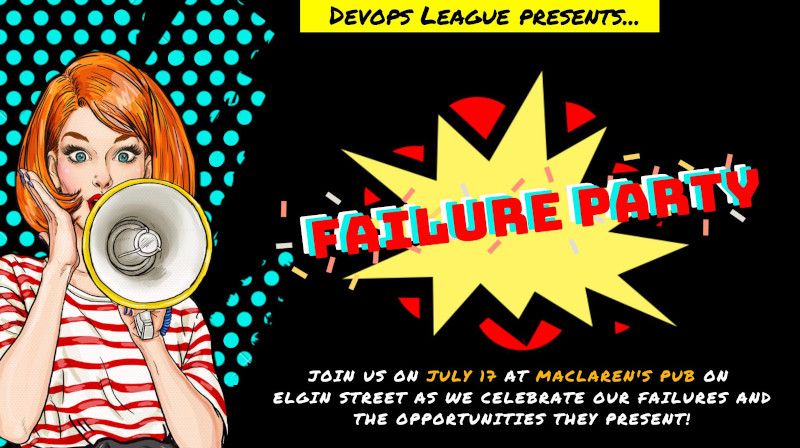 Devops League presents...
FAILURE PARTY
JOIN US ON JULY 17 AT MACLAREN'S PUB ON
ELGIN STREET AS WE CELEBRATE OUR FAILURES AND
THE OPPORTUNITIES THEY PRESENT!